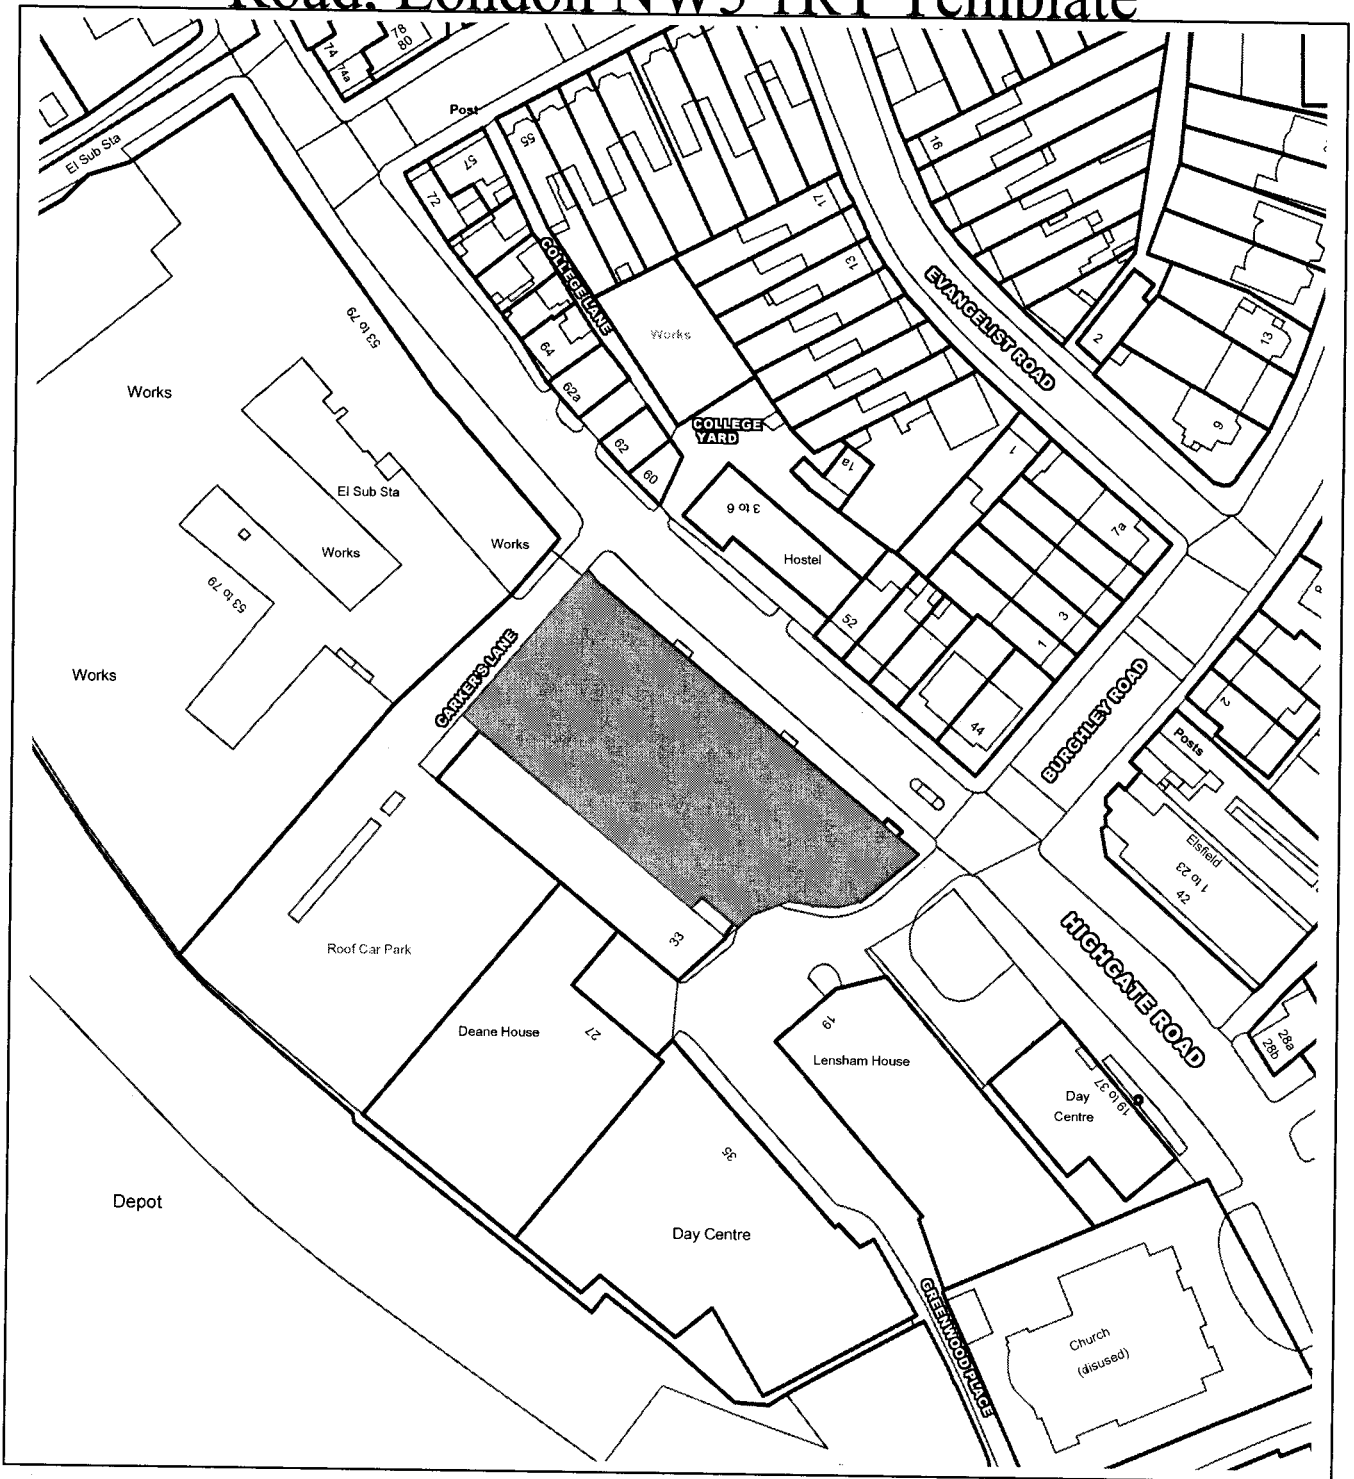 Road, London NW5 1RT Template
78
80
74
74a
El Sub Sta
Post
55
57
72
16
17
13
COLLEGE LANE
EVANGELIST ROAD
53 to 79
Works
64
2
13
Works
62a
COLLEGE
YARD
9
62
60
1a
1
El Sub Sta
3 to 6
7a
Works
Works
Hostel
53 to 79
52
3
1
CARKER'S LANE
Works
BURGHLEY ROAD
2
44
Posts
Elsfield
1 to 23
42
Roof Car Park
33
HIGHGATE ROAD
Deane House
27
19
Lensham House
28a
28b
Day
Centre
19 to 37
35
Depot
Day Centre
GREENWOOD PLACE
Church
(disused)